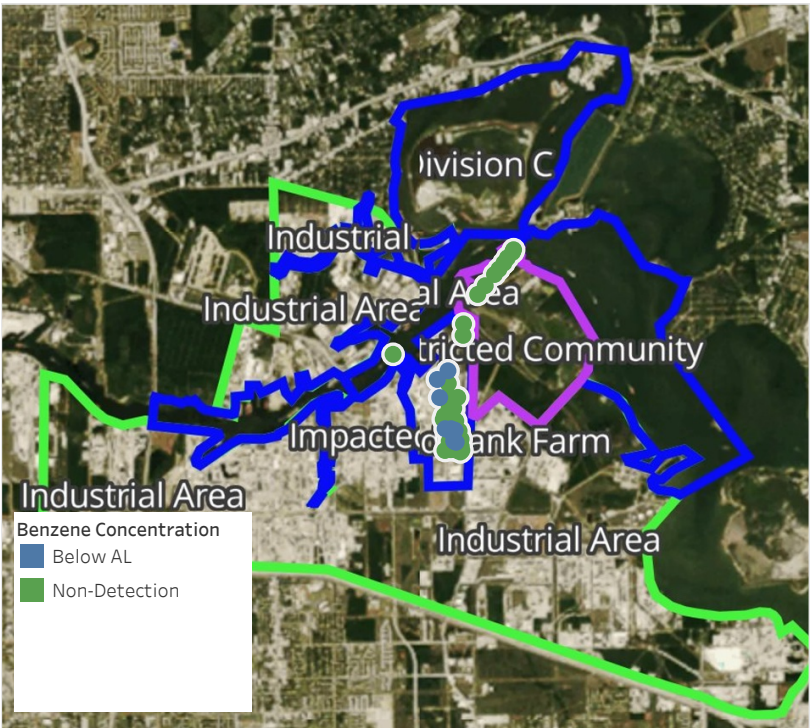 Division C
Industrial
al Area
Industrial Area
tricted Community
Impacted
Tank Farm
Industrial Area
Industrial Area
Benzene Concentration
Below AL
Non-Detection